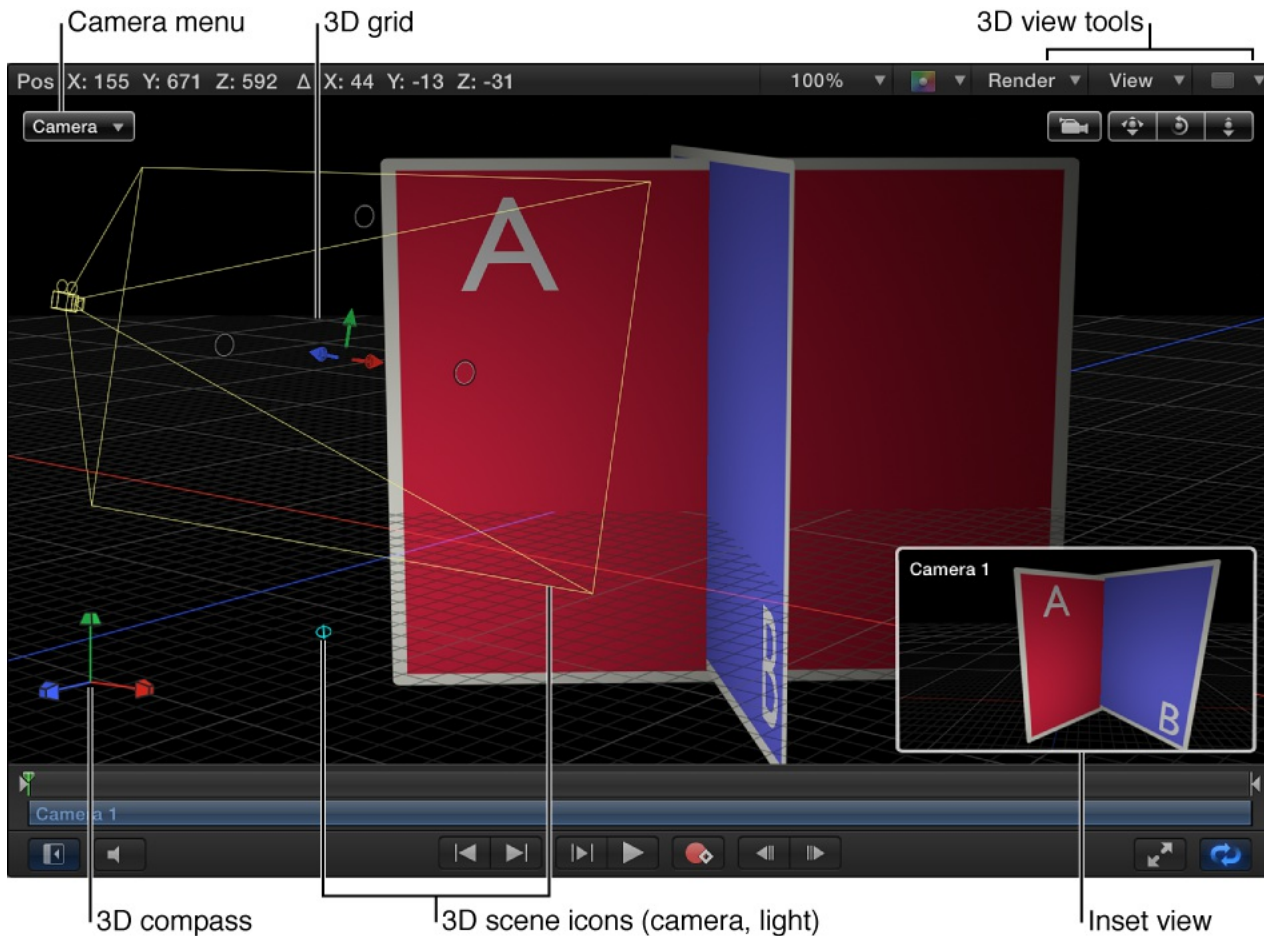 Camera menu
3D grid
3D view tools
Pos X: 155 Y: 671 Z: 592 Δ X: 44 Y: -13 Z: -31
100%
Render
View
Camera
A
B
Camera 1
A
B
Camera 1
3D compass
3D scene icons (camera, light)
Inset view